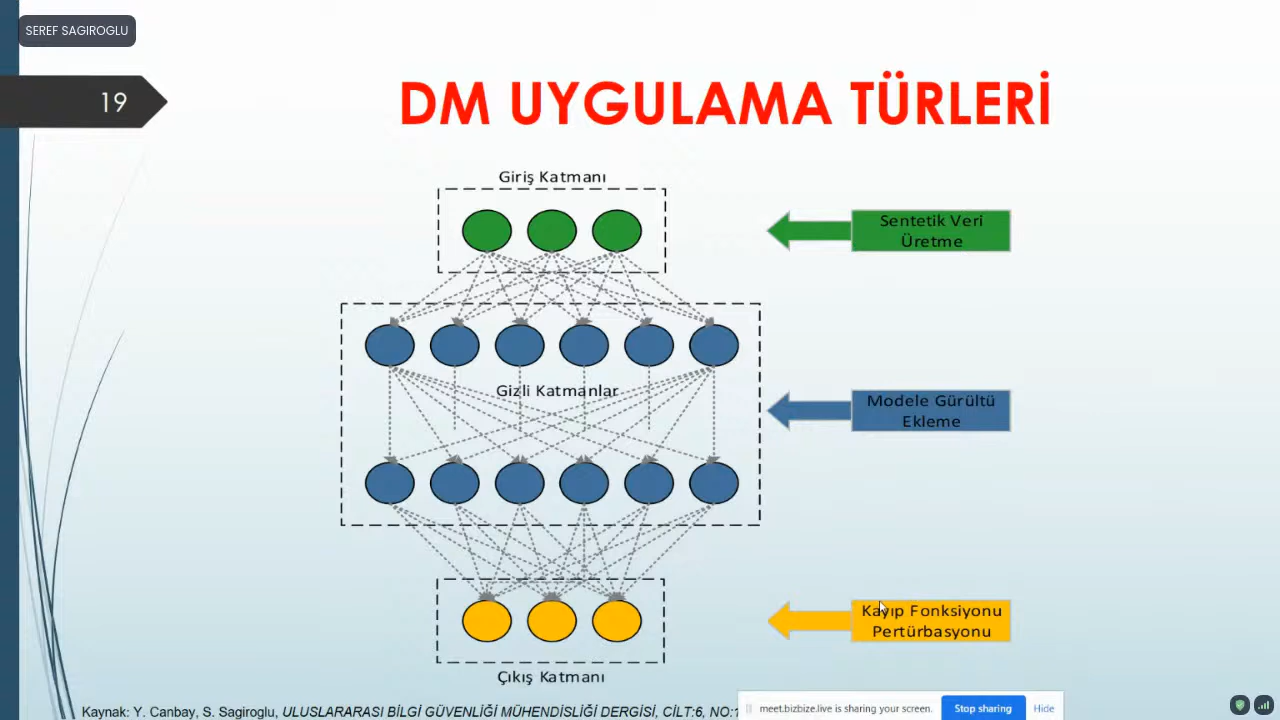 SEREF SAGIROGLU
19
DM UYGULAMA TÜRLERİ
Giriş Katmanı
Sentetik Veri
Üretme
Gizli Katmanlar
Modele Gürültü
Ekleme
Kayıp Fonksiyonu
Pertürbasyonu
Çıkış Katmanı
Kaynak: Y. Canbay, S. Sagiroglu, ULUSLARARASI BİLGİ GÜVENLİĞİ MÜHENDİSLİĞİ DERGİSİ, CİLT:6, NO:
meet.bizbize.live is sharing your screen.
Stop sharing
Hide